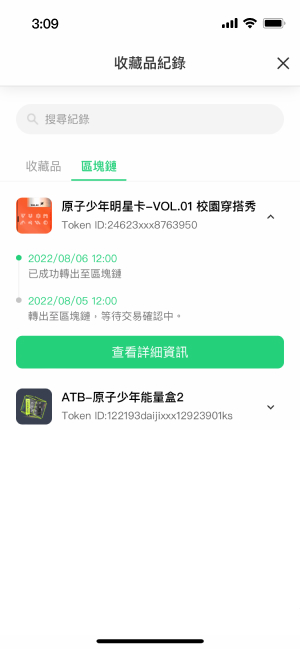 3:09
收藏品紀錄
搜尋紀錄
收藏品 區塊鏈
原子少年明星卡-VOL.01 校園穿搭秀
Token ID:24623xxx8763950
2022/08/06 12:00
已成功轉出至區塊鏈
2022/08/05 12:00
轉出至區塊鏈，等待交易確認中。
查看詳細資訊
ATB-原子少年能量盒2
Token ID:122193daijixxx12923901ks